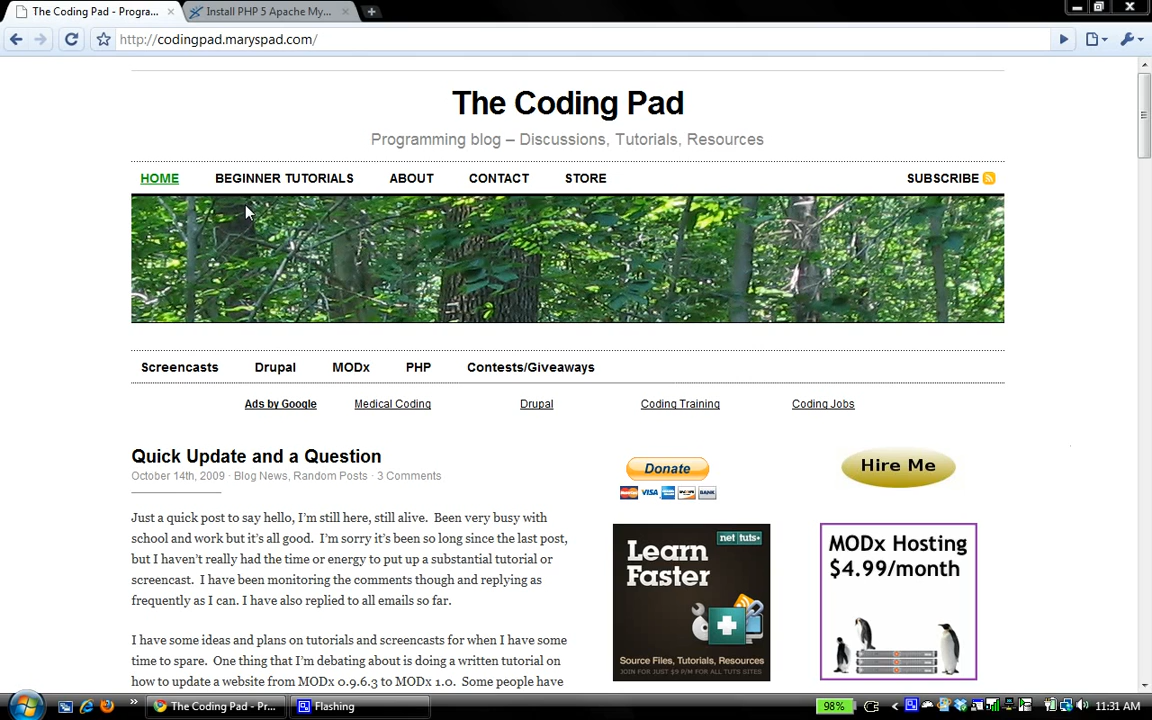 The Coding Pad - Progra...
Install PHP 5 Apache My...
http://codingpad.maryspad.com/
The Coding Pad
Programming blog – Discussions, Tutorials, Resources
HOME BEGINNER TUTORIALS ABOUT CONTACT STORE SUBSCRIBE
Screencasts Drupal MODx PHP Contests/Giveaways
Ads by Google Medical Coding Drupal Coding Training Coding Jobs
Quick Update and a Question
October 14th, 2009 · Blog News, Random Posts · 3 Comments
Just a quick post to say hello, I'm still here, still alive. Been very busy with
school and work but it's all good. I'm sorry it's been so long since the last post,
but I haven't really had the time or energy to put up a substantial tutorial or
screencast. I have been monitoring the comments though and replying as
frequently as I can. I have also replied to all emails so far.
I have some ideas and plans on tutorials and screencasts for when I have some
time to spare. One thing that I'm debating about is doing a written tutorial on
how to update a website from MODx 0.9.6.3 to MODx 1.0. Some people have
Donate
VISA
BANK
Hire Me
net tuts+
Learn
Faster
Source Files, Tutorials, Resources
JOIN FOR JUST $9 P/M FOR ALL TUTS SITES
MODx Hosting
$4.99/month
The Coding Pad - Pr...
Flashing
98%
11:31 AM